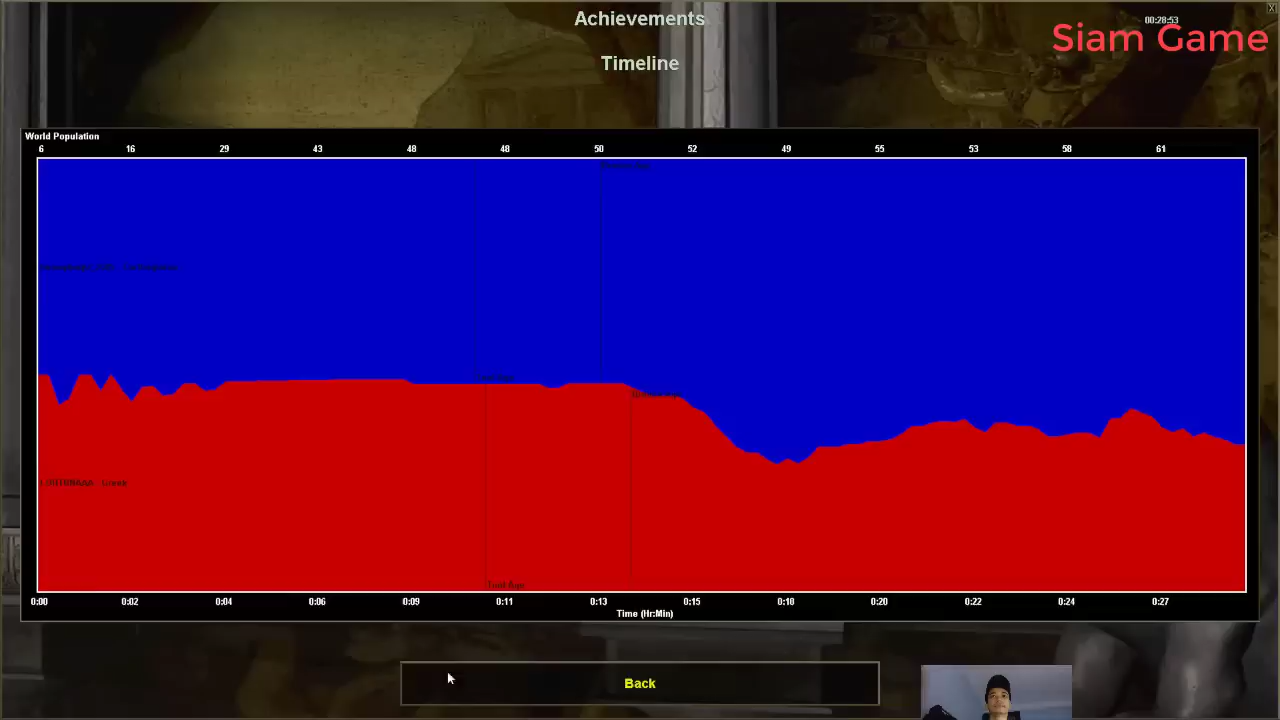 Achievements
00:28:53
Siam Game
Timeline
X
World Population
6 16 29 43 48 48 50 52 49 55 53 58 61
Tool Age
0:00 0:02 0:04 0:06 0:09 0:11 0:13 0:15 0:18 0:20 0:22 0:24 0:27
Time (Hr:Min)
Back